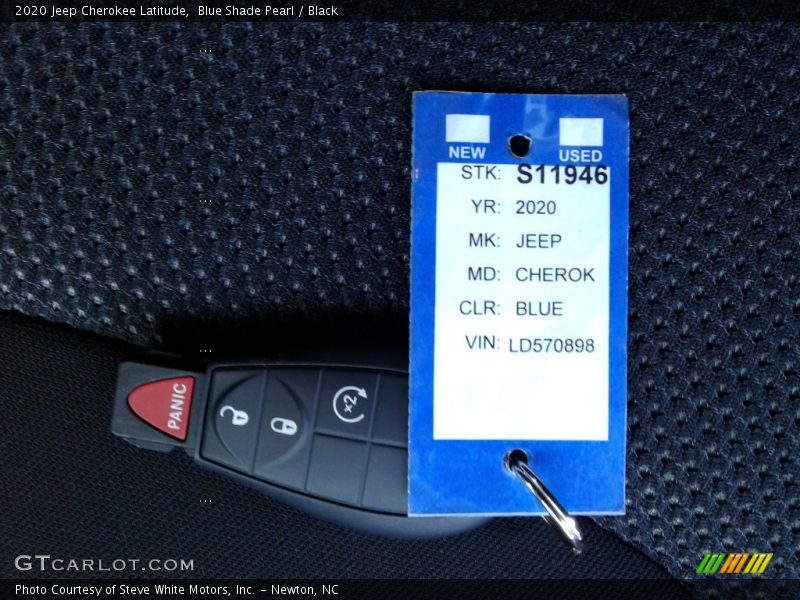 2020 Jeep Cherokee Latitude,  Blue Shade Pearl / Black
NEW USED
STK: S11946
YR: 2020
MK: JEEP
MD: CHEROK
CLR: BLUE
VIN: LD570898
PANIC
x2
GTCARLOT.COM
Photo Courtesy of Steve White Motors, Inc. – Newton, NC